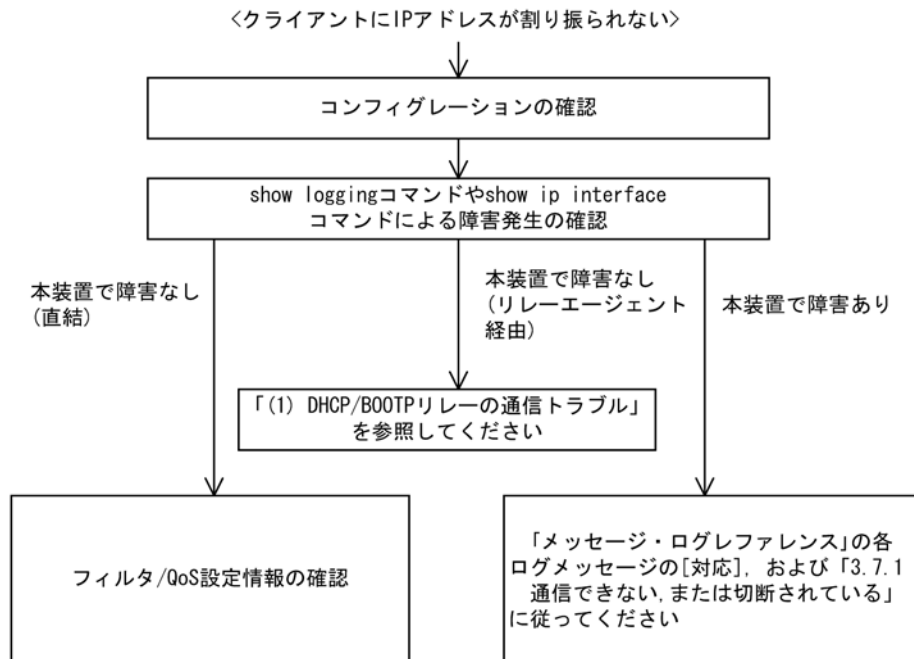 <クライアントにIPアドレスが割り振られない>
コンフィグレーションの確認
show loggingコマンドやshow ip interface
コマンドによる障害発生の確認
本装置で障害なし
(直結)
本装置で障害なし
(リレーエージェント
経由)
本装置で障害あり
「(1) DHCP/BOOTPリレーの通信トラブル」
を参照してください
フィルタ/QoS設定情報の確認
「メッセージ・ログレファレンス」の各
ログメッセージの[対応], および「3.7.1
通信できない,または切断されている」
に従ってください